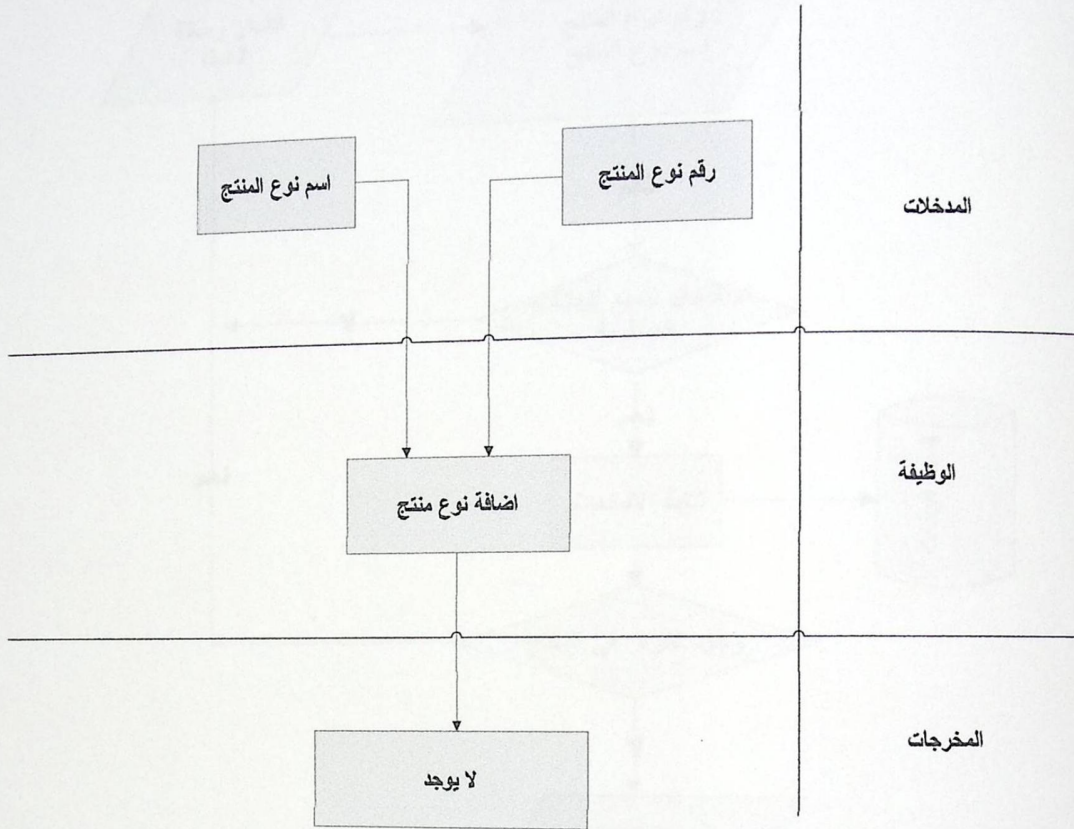 رقم نوع المنتج
اسم نوع المنتج
المدخلات
اضافة نوع منتج
الوظيفة
لا يوجد
المخرجات